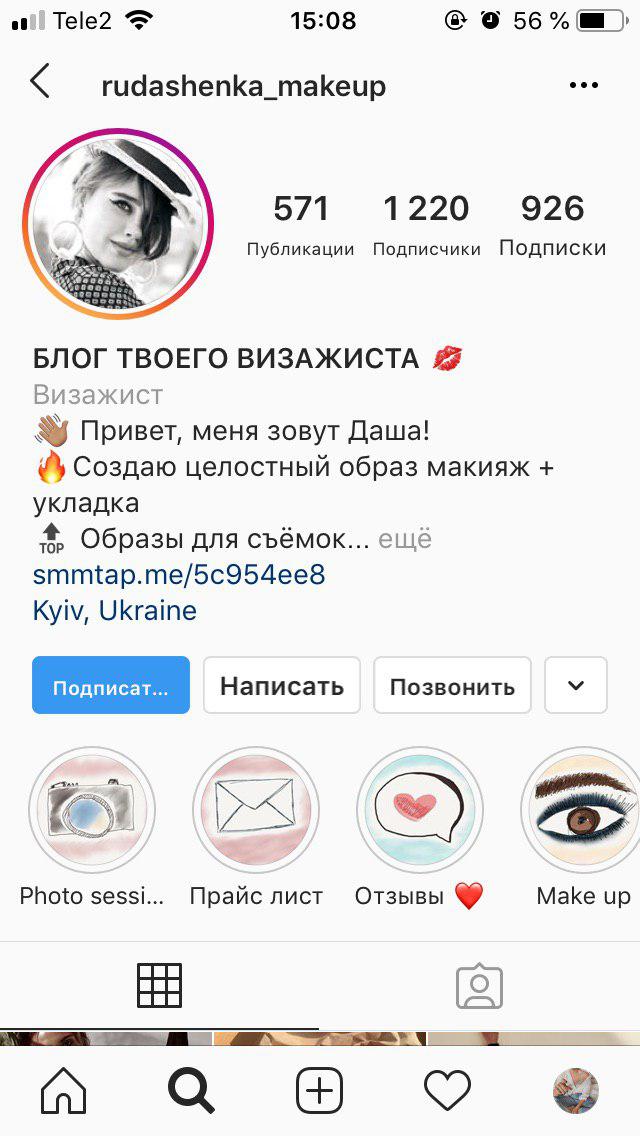 Tele2 15:08 56 %
rudashenka_makeup
571 1 220 926
Публикации Подписчики Подписки
БЛОГ ТВОЕГО ВИЗАЖИСТА 💋
Визажист
👋🏽 Привет, меня зовут Даша!
🔥Создаю целостный образ макияж +
укладка
🔝 Образы для съёмок... ещё
smmtap.me/5c954ee8
Kyiv, Ukraine
Подписат... Написать Позвонить
Photo sessi... Прайс лист Отзывы ❤️ Make up